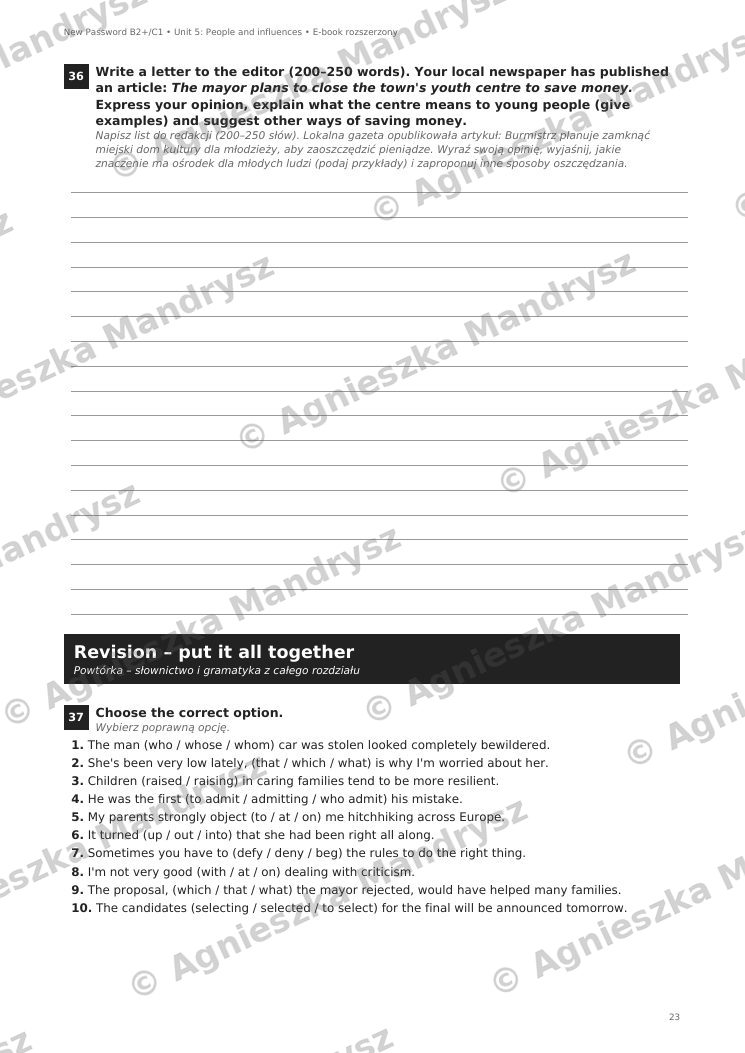 New Password B2+/C1 • Unit 5: People and influences • E-book rozszerzony
36 Write a letter to the editor (200–250 words). Your local newspaper has published
an article: The mayor plans to close the town's youth centre to save money.
Express your opinion, explain what the centre means to young people (give
examples) and suggest other ways of saving money.
Napisz list do redakcji (200–250 słów). Lokalna gazeta opublikowała artykuł: Burmistrz planuje zamknąć
miejski dom kultury dla młodzieży, aby zaoszczędzić pieniądze. Wyraź swoją opinię, wyjaśnij, jakie
znaczenie ma ośrodek dla młodych ludzi (podaj przykłady) i zaproponuj inne sposoby oszczędzania.
Revision – put it all together
Powtórka – słownictwo i gramatyka z całego rozdziału
37 Choose the correct option.
Wybierz poprawną opcję.
1. The man (who / whose / whom) car was stolen looked completely bewildered.
2. She's been very low lately, (that / which / what) is why I'm worried about her.
3. Children (raised / raising) in caring families tend to be more resilient.
4. He was the first (to admit / admitting / who admit) his mistake.
5. My parents strongly object (to / at / on) me hitchhiking across Europe.
6. It turned (up / out / into) that she had been right all along.
7. Sometimes you have to (defy / deny / beg) the rules to do the right thing.
8. I'm not very good (with / at / on) dealing with criticism.
9. The proposal, (which / that / what) the mayor rejected, would have helped many families.
10. The candidates (selecting / selected / to select) for the final will be announced tomorrow.
23
© Agnieszka Mandrysz